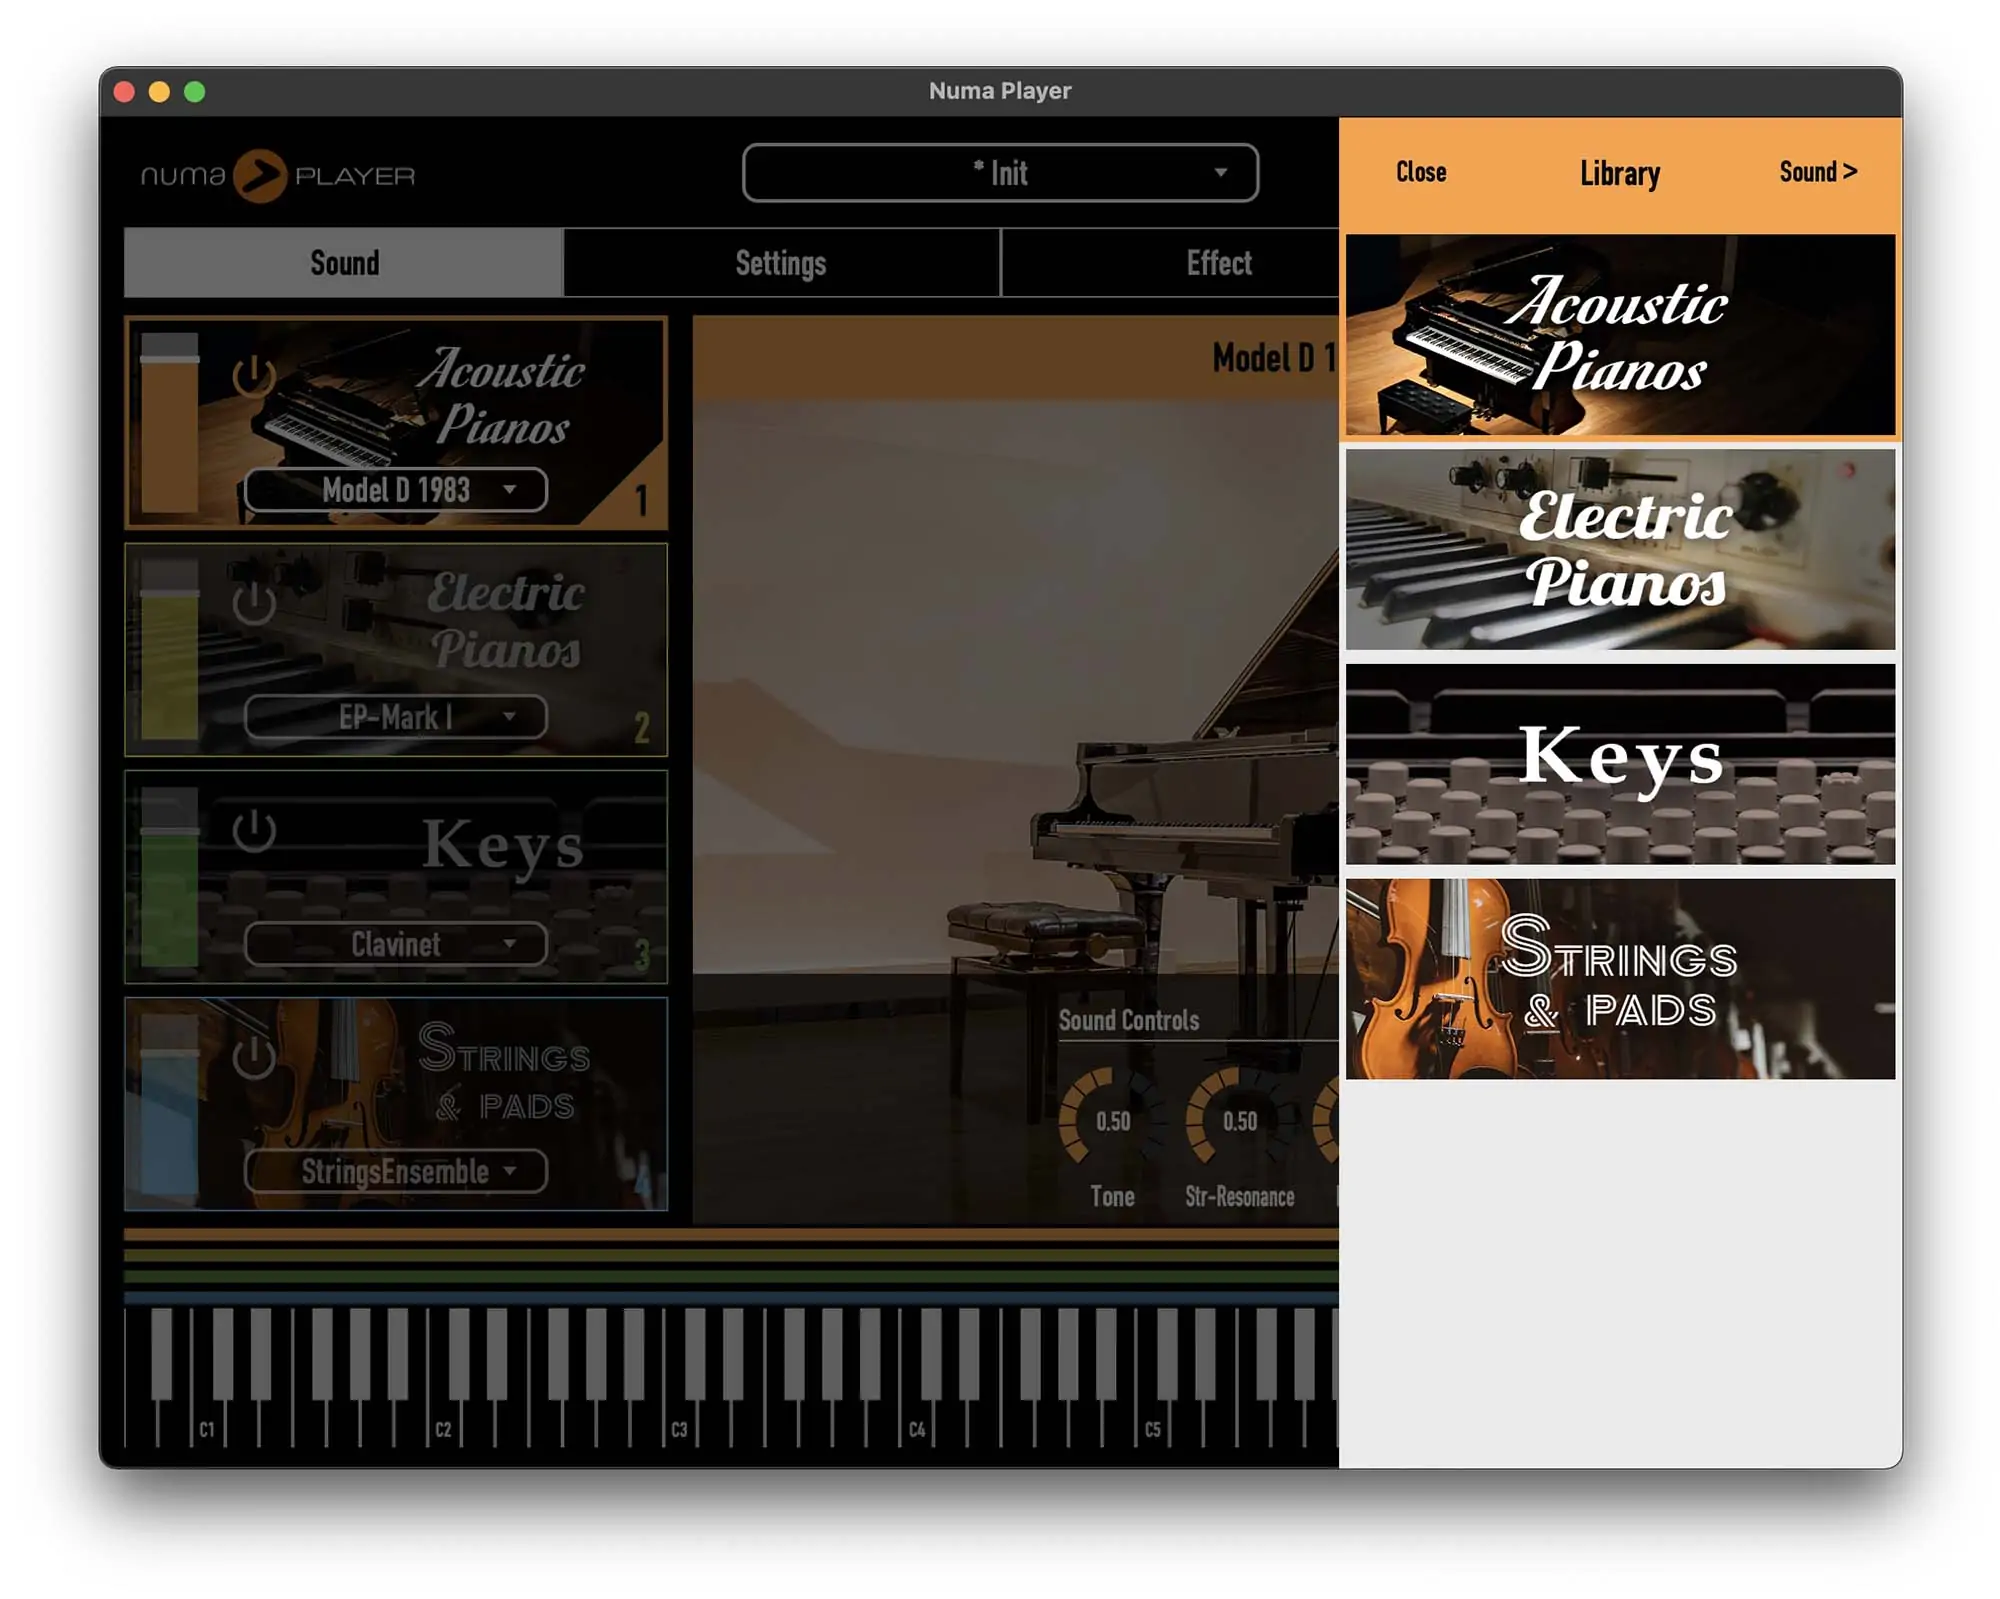 Numa Player
numa PLAYER
* Init
Close
Library
Sound >
Sound
Settings
Effect
Acoustic
Pianos
Model D 1983
1
Electric
Pianos
EP-Mark I
2
Keys
Clavinet
3
Strings
& PADS
StringsEnsemble
4
Model D 1
Sound Controls
0.50
0.50
Tone
Str-Resonance
Acoustic
Pianos
Electric
Pianos
Keys
Strings
& PADS
C1
C2
C3
C4
C5